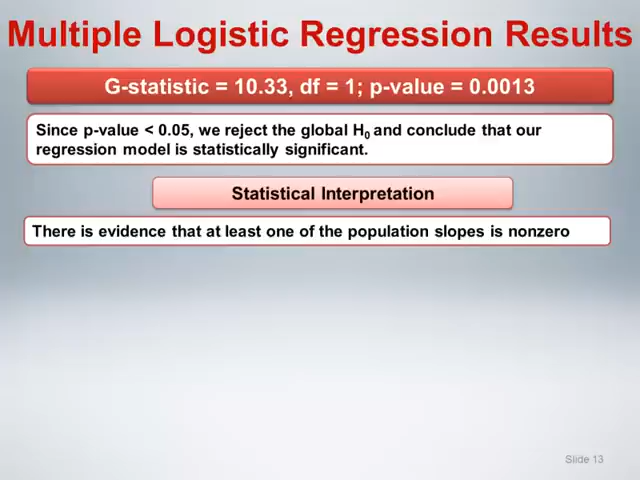 Multiple Logistic Regression Results
G-statistic = 10.33, df = 1; p-value = 0.0013
Since p-value < 0.05, we reject the global H₀ and conclude that our
regression model is statistically significant.
Statistical Interpretation
There is evidence that at least one of the population slopes is nonzero
Slide 13